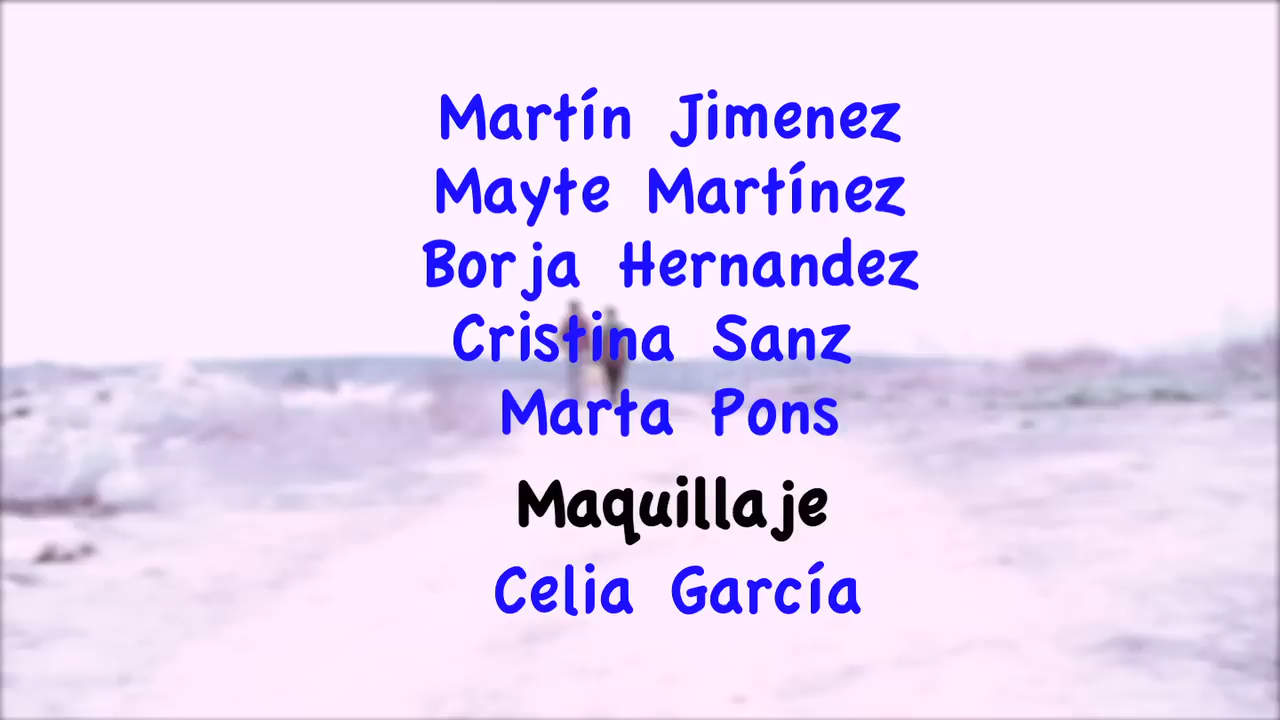 Martín Jimenez
Mayte Martínez
Borja Hernandez
Cristina Sanz
Marta Pons
Maquillaje
Celia García